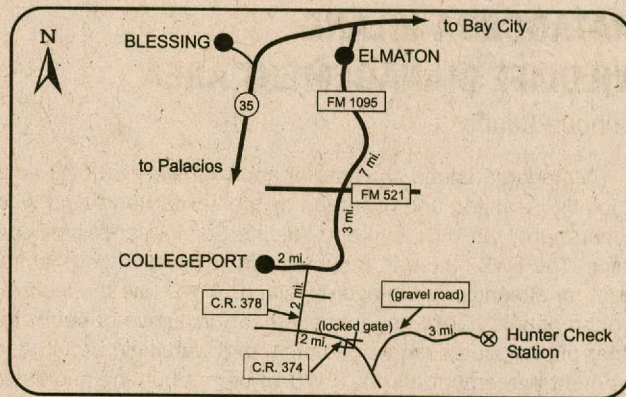 N
to Bay City
BLESSING
ELMATON
35
FM 1095
to Palacios
7 mi.
FM 521
3 mi.
COLLEGEPORT
2 mi.
2 mi.
C.R. 378
(gravel road)
(locked gate)
3 mi.
2 mi.
Hunter Check
Station
C.R. 374